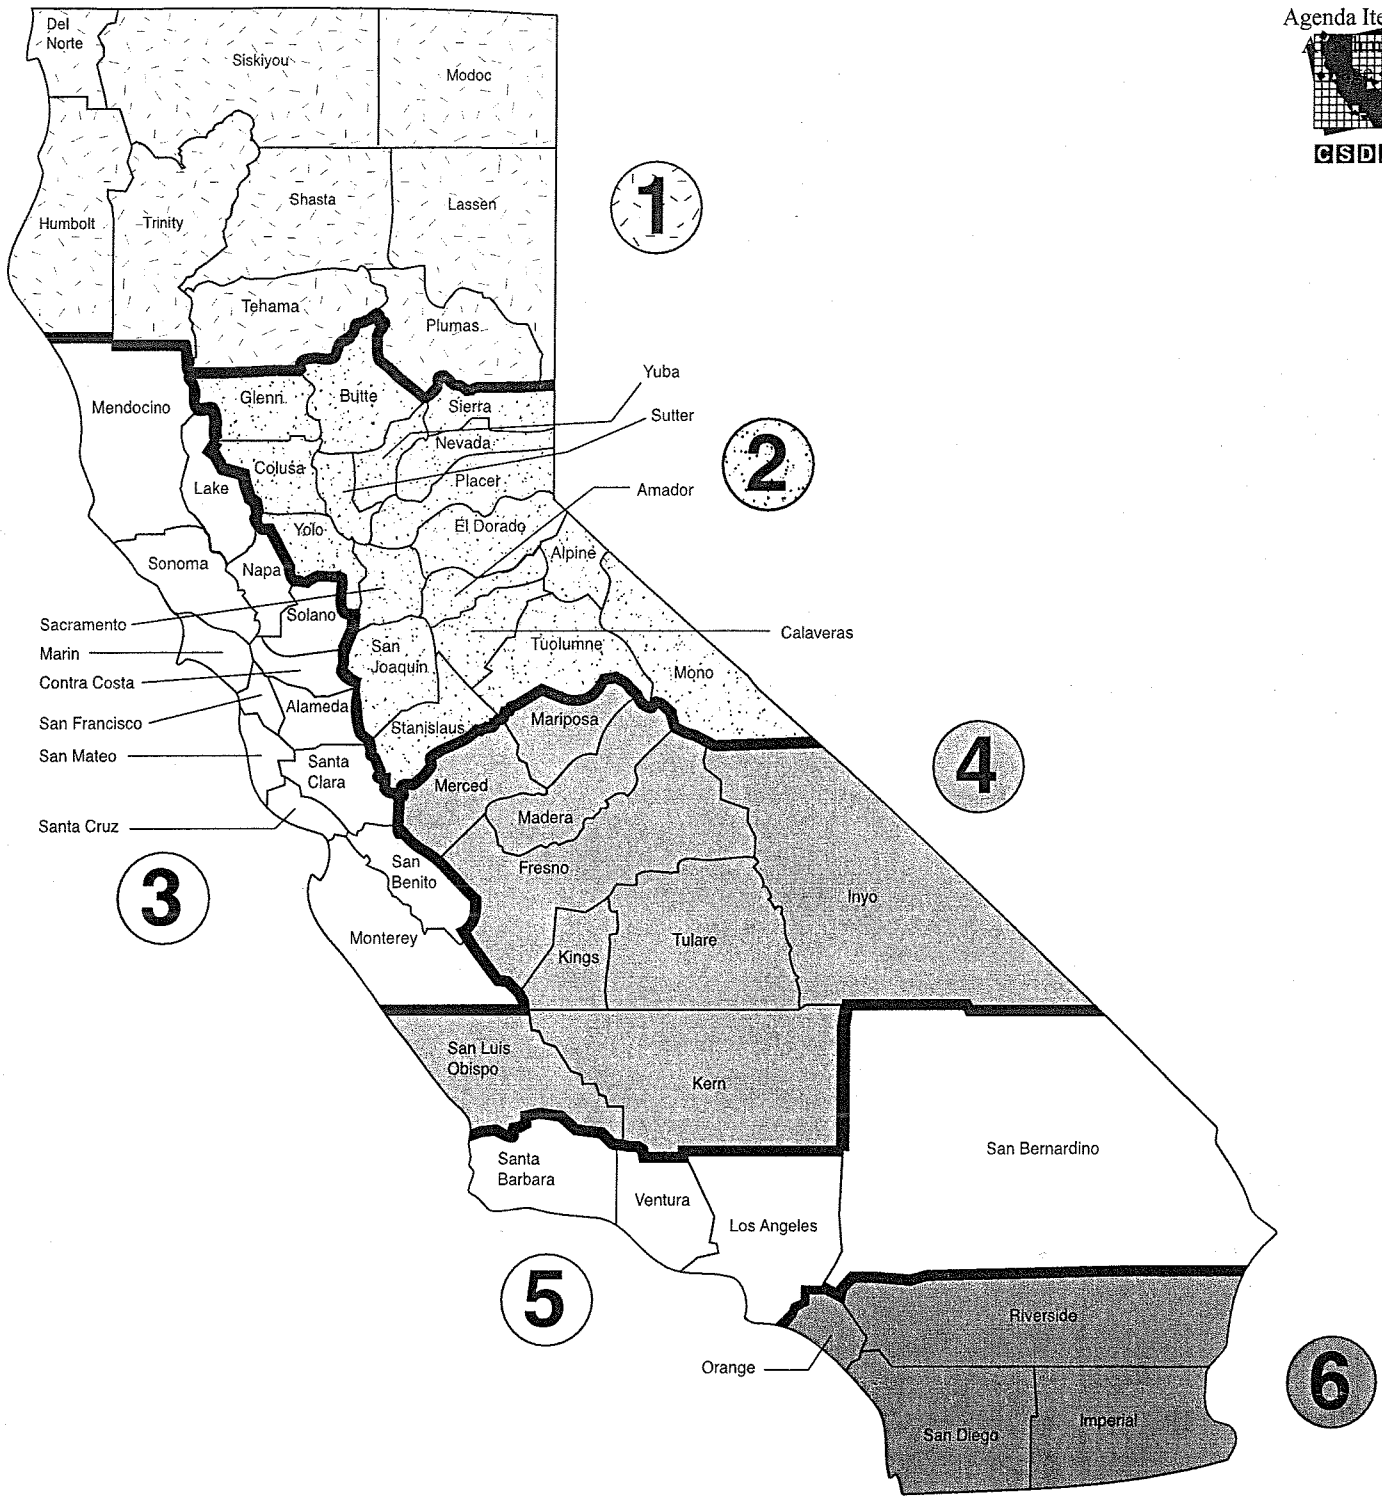 Agenda Ite
CSD
Del
Norte
Siskiyou
Modoc
Humbolt
Trinity
Shasta
Lassen
1
Tehama
Plumas
Mendocino
Glenn
Butte
Sierra
Yuba
Sutter
Nevada
Colusa
Placer
2
Lake
Amador
Yolo
El Dorado
Sonoma
Napa
Alpine
Sacramento
Solano
Calaveras
Marin
San
Joaquin
Tuolumne
Mono
Contra Costa
San Francisco
Alameda
Stanislaus
Mariposa
San Mateo
Santa
Clara
Merced
4
Santa Cruz
Madera
San
Benito
Fresno
3
Inyo
Monterey
Kings
Tulare
San Luis
Obispo
Kern
Santa
Barbara
San Bernardino
Ventura
Los Angeles
5
Riverside
Orange
6
San Diego
Imperial